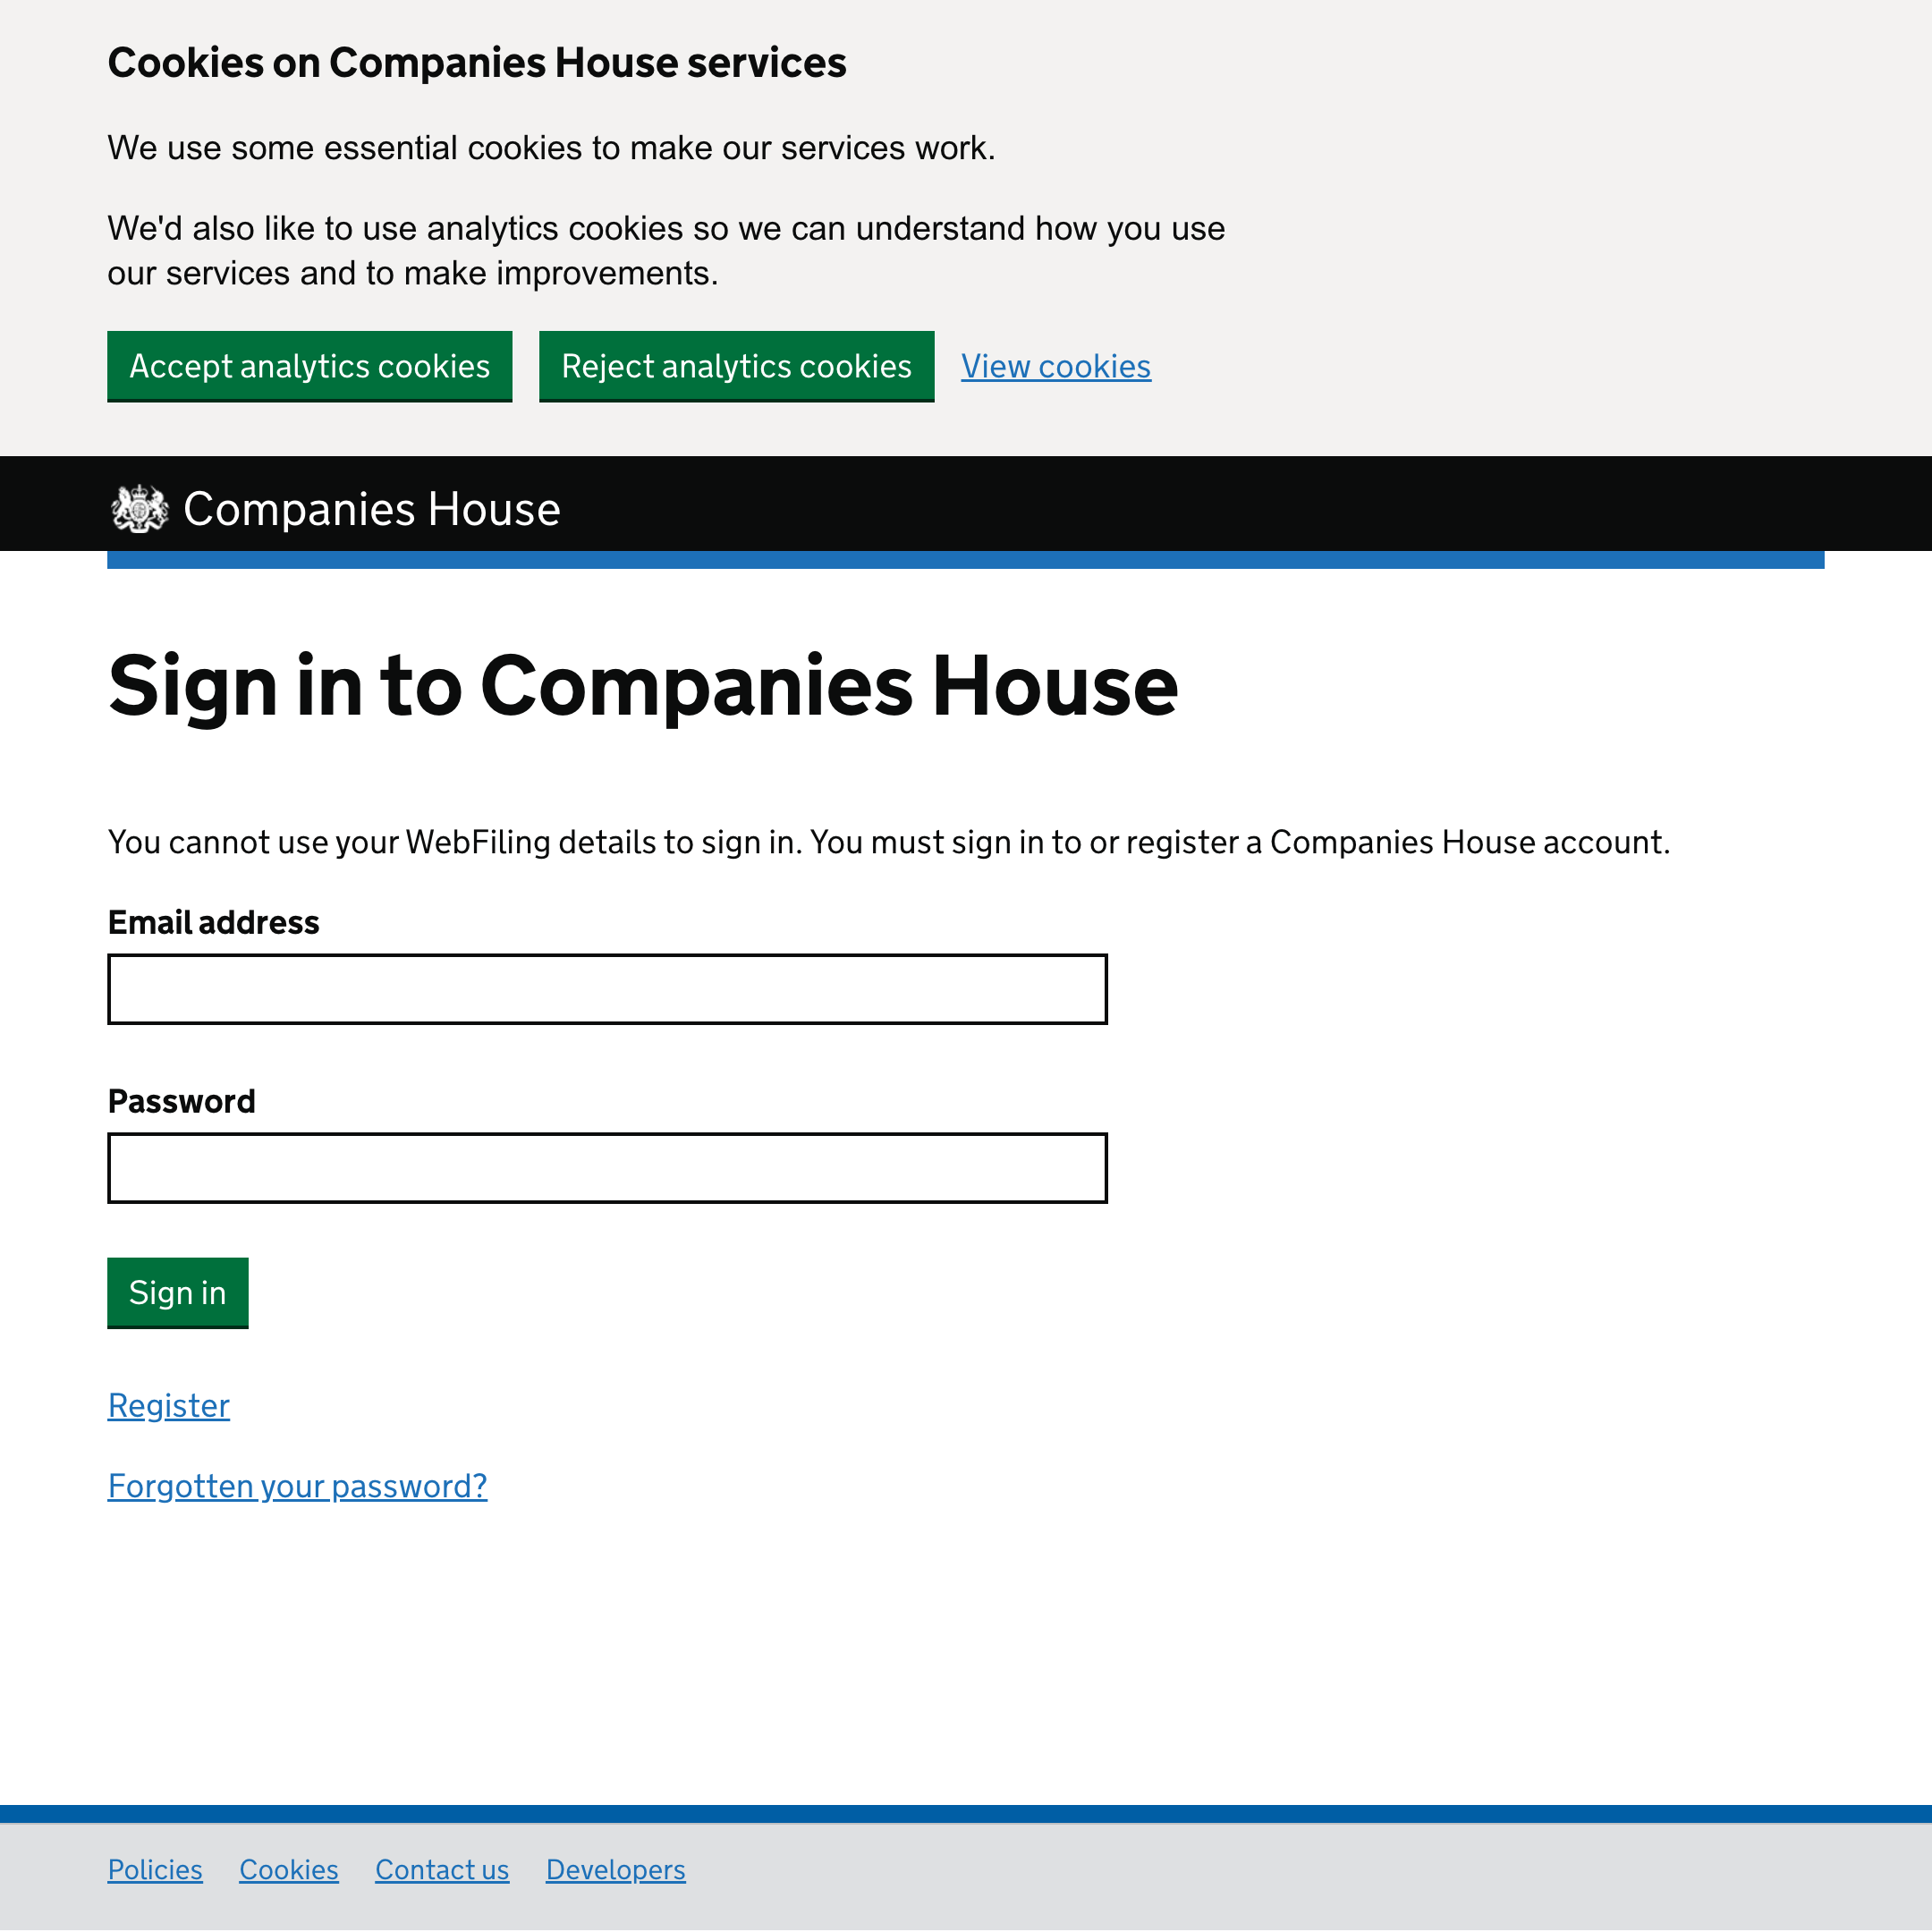 Cookies on Companies House services
We use some essential cookies to make our services work.
We'd also like to use analytics cookies so we can understand how you use
our services and to make improvements.
Accept analytics cookies Reject analytics cookies View cookies
Companies House
Sign in to Companies House
You cannot use your WebFiling details to sign in. You must sign in to or register a Companies House account.
Email address
Password
Sign in
Register
Forgotten your password?
Policies Cookies Contact us Developers